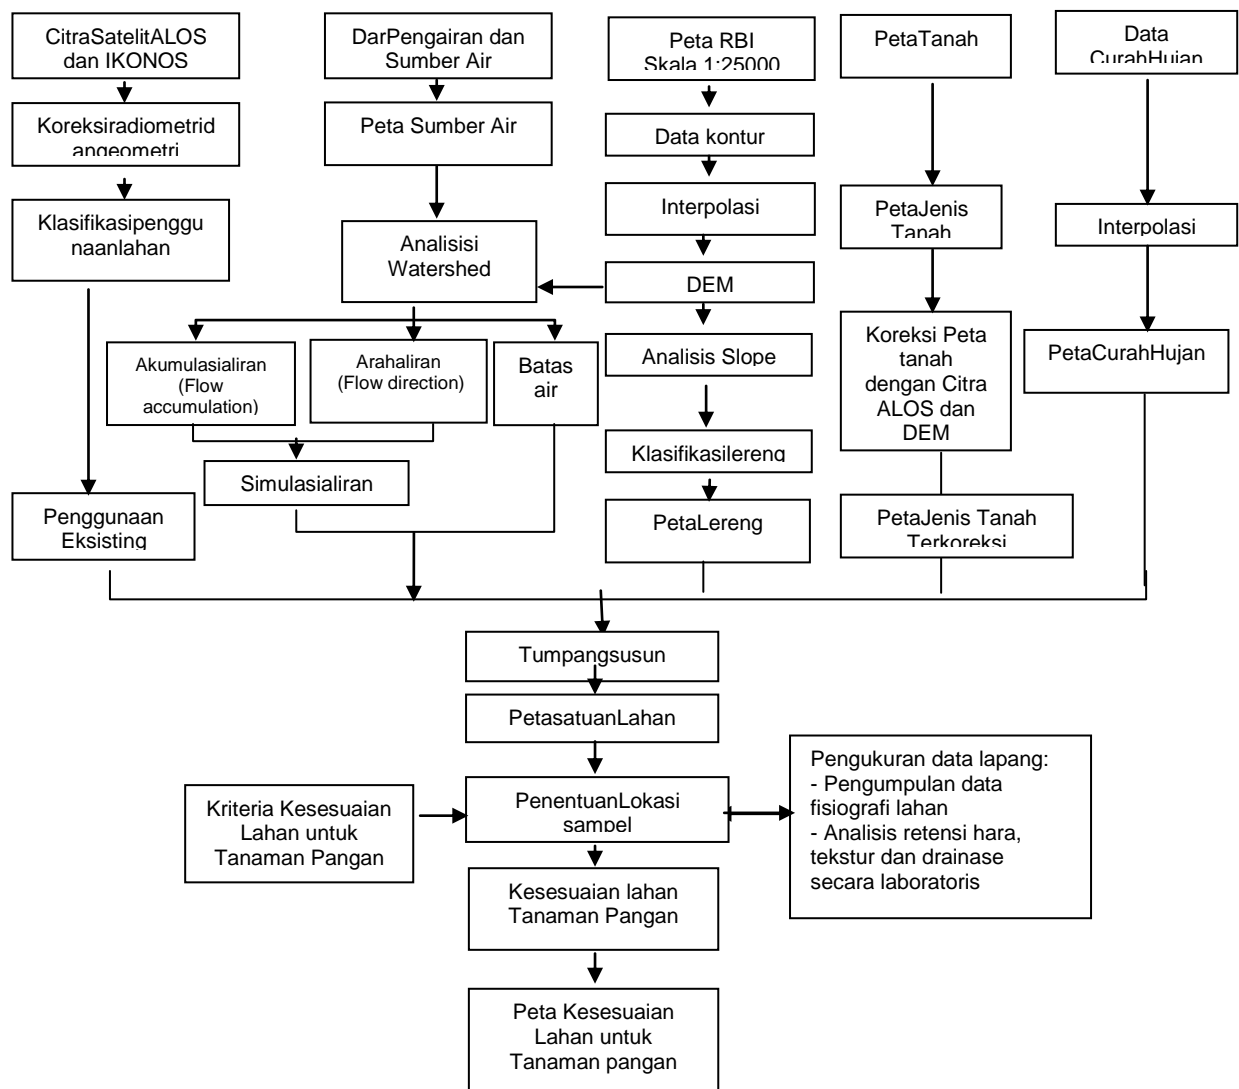 CitraSatelitALOS
dan IKONOS
DarPengairan dan
Sumber Air
Peta RBI
Skala 1:25000
PetaTanah
Data
CurahHujan
Koreksiradiometrid
angeometri
Peta Sumber Air
Data kontur
Klasifikasipenggu
naanlahan
Interpolasi
PetaJenis
Tanah
Interpolasi
Analisisi
Watershed
DEM
Akumulasialiran
(Flow
accumulation)
Arahaliran
(Flow direction)
Batas
air
Analisis Slope
Koreksi Peta
tanah
dengan Citra
ALOS dan
DEM
PetaCurahHujan
Simulasialiran
Klasifikasilereng
Penggunaan
Eksisting
PetaLereng
PetaJenis Tanah
Terkoreksi
Tumpangsusun
PetasatuanLahan
Kriteria Kesesuaian
Lahan untuk
Tanaman Pangan
PenentuanLokasi
sampel
Pengukuran data lapang:
- Pengumpulan data
fisiografi lahan
- Analisis retensi hara,
tekstur dan drainase
secara laboratoris
Kesesuaian lahan
Tanaman Pangan
Peta Kesesuaian
Lahan untuk
Tanaman pangan